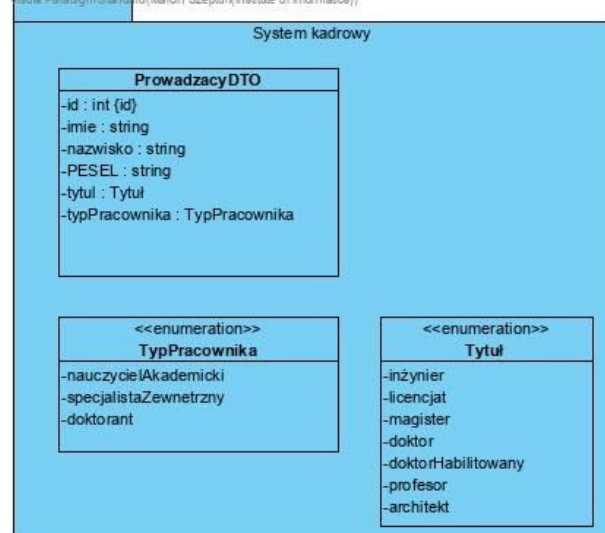 System kadrowy
ProwadzacyDTO
-id : int {id}
-imie : string
-nazwisko : string
-PESEL : string
-tytul : Tytuł
-typPracownika : TypPracownika
<<enumeration>>
TypPracownika
-nauczycielAkademicki
-specjalistaZewnetrzny
-doktorant
<<enumeration>>
Tytuł
-inżynier
-licencjat
-magister
-doktor
-doktorHabilitowany
-profesor
-architekt